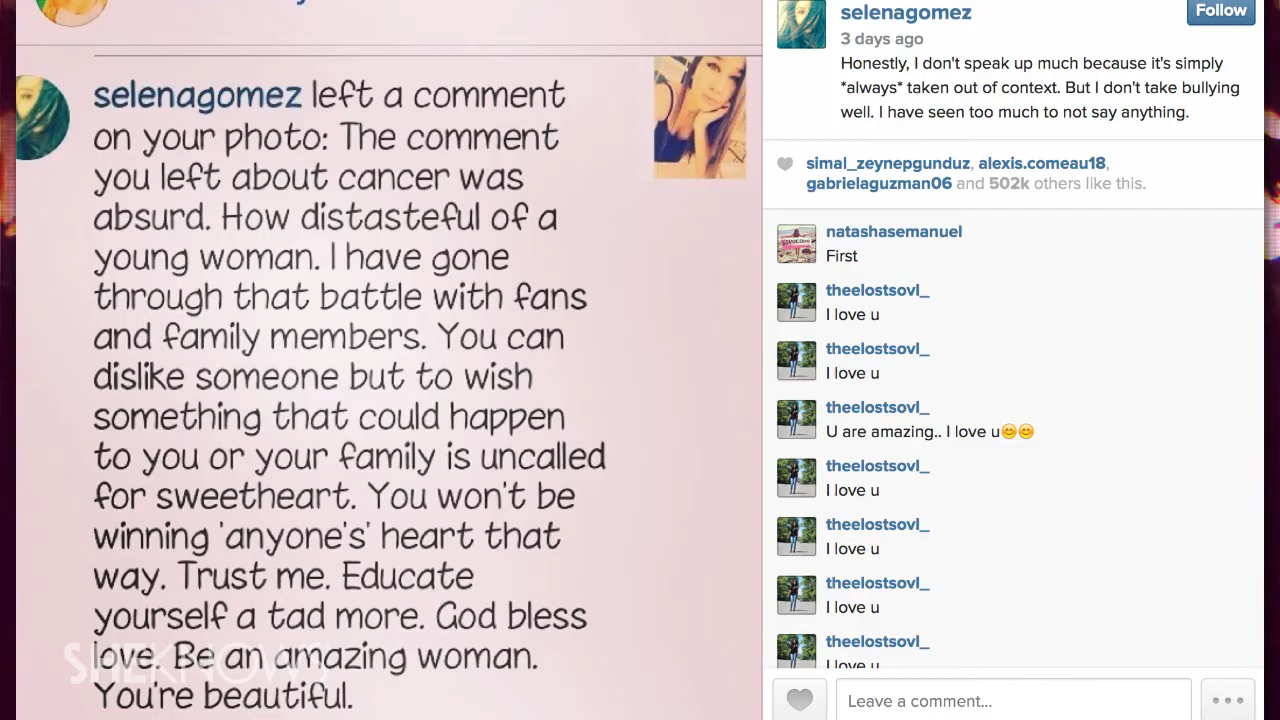 selenagomez left a comment
on your photo: The comment
you left about cancer was
absurd. How distasteful of a
young woman. I have gone
through that battle with fans
and family members. You can
dislike someone but to wish
something that could happen
to you or your family is uncalled
for sweetheart. You won't be
winning 'anyone's' heart that
way. Trust me. Educate
yourself a tad more. God bless
love. Be an amazing woman.
You're beautiful.
SHEKNOWS
selenagomez
Follow
3 days ago
Honestly, I don't speak up much because it's simply
*always* taken out of context. But I don't take bullying
well. I have seen too much to not say anything.
simal_zeynepgunduz, alexis.comeau18,
gabrielaguzman06 and 502k others like this.
natashasemanuel
First
theelostsovl_
I love u
theelostsovl_
I love u
theelostsovl_
U are amazing.. I love u😊😊
theelostsovl_
I love u
theelostsovl_
I love u
theelostsovl_
I love u
theelostsovl_
I love u
Leave a comment...